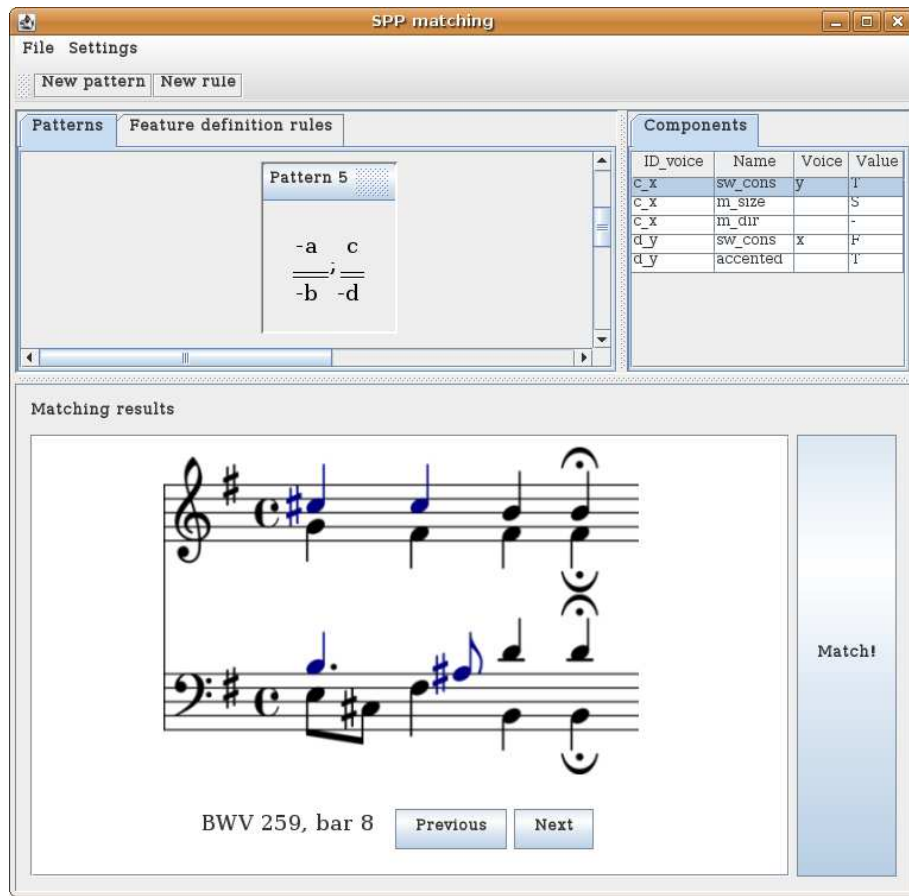 SPP matching
File Settings
New pattern New rule
Patterns Feature definition rules
Pattern 5
-a ; c
-b -d
Components
ID_voice Name Voice Value
c_x sw_cons y T
c_x m_size S
c_x m_dir -
d_y sw_cons x F
d_y accented T
Matching results
Match!
BWV 259, bar 8 Previous Next